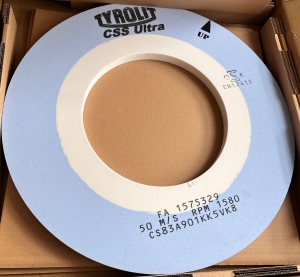 TYROLIT
CSS Ultra
UP
EN12413
FA 1575329
50 M/S RPM 1580
CS83A901KK5VK8